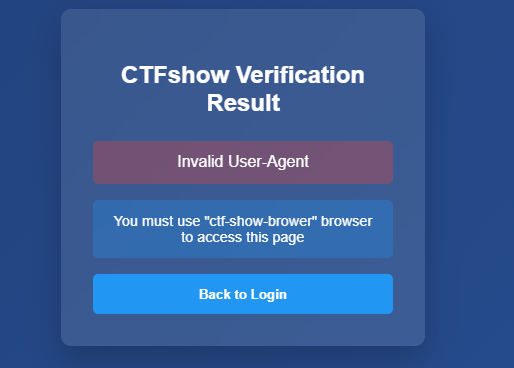 CTFshow Verification
Result
Invalid User-Agent
You must use "ctf-show-brower" browser
to access this page
Back to Login